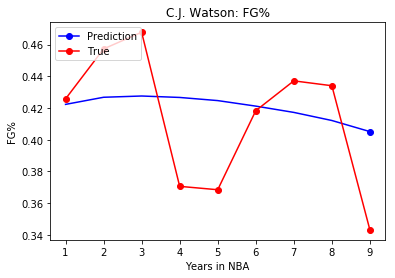 C.J. Watson: FG%
Prediction
True
FG%
0.46
0.44
0.42
0.40
0.38
0.36
0.34
1 2 3 4 5 6 7 8 9
Years in NBA